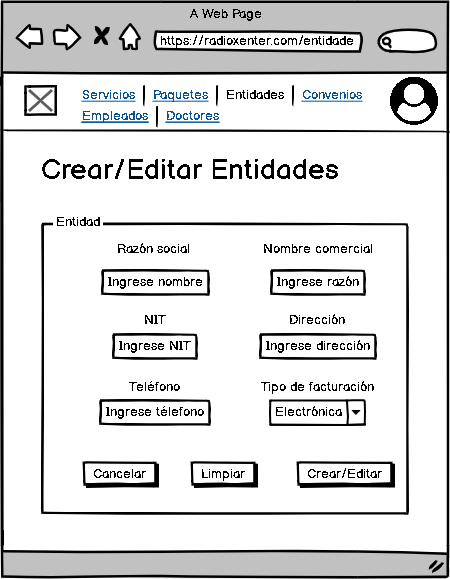 A Web Page
https://radioxenter.com/entidade
Servicios Paquetes Entidades Convenios
Empleados Doctores
Crear/Editar Entidades
Entidad
Razón social Nombre comercial
Ingrese nombre Ingrese razón
NIT Dirección
Ingrese NIT Ingrese dirección
Teléfono Tipo de facturación
Ingrese télefono Electrónica
Cancelar Limpiar Crear/Editar